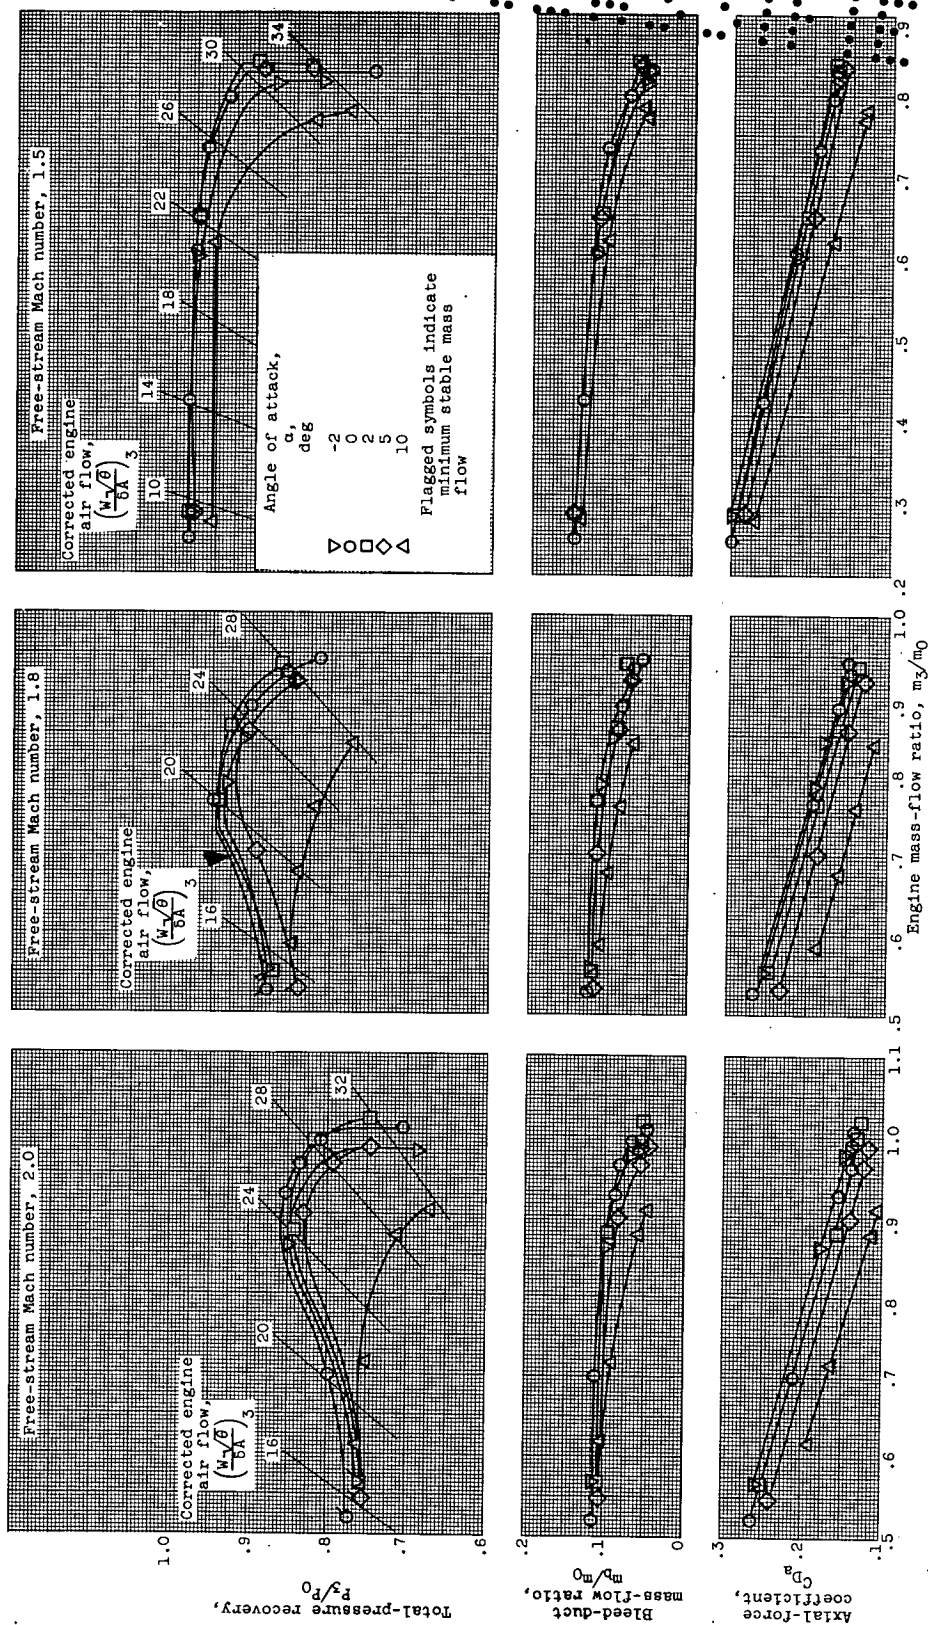 Free-stream Mach number, 2.0
Corrected engine
air flow,
(W√θ/δA)3
16
20
24
28
32
Free-stream Mach number, 1.8
Corrected engine
air flow,
(W√θ/δA)3
16
20
24
28
Free-stream Mach number, 1.5
Corrected engine
air flow,
(W√θ/δA)3
10
14
18
22
26
30
34
Angle of attack,
α,
deg
-2
0
2
5
10
Flagged symbols indicate
minimum stable mass
flow
Total-pressure recovery,
P3/P0
1.0
.9
.8
.7
.6
Bleed-duct
mass-flow ratio,
mb/m0
.1
0
Axial-force
coefficient,
CDa
.3
.2
.1
.5
.6
.7
.8
.9
1.0
1.1
.5
.6
.7
.8
.9
1.0
.2
.3
.4
.5
.6
.7
.8
.9
Engine mass-flow ratio, m3/m0